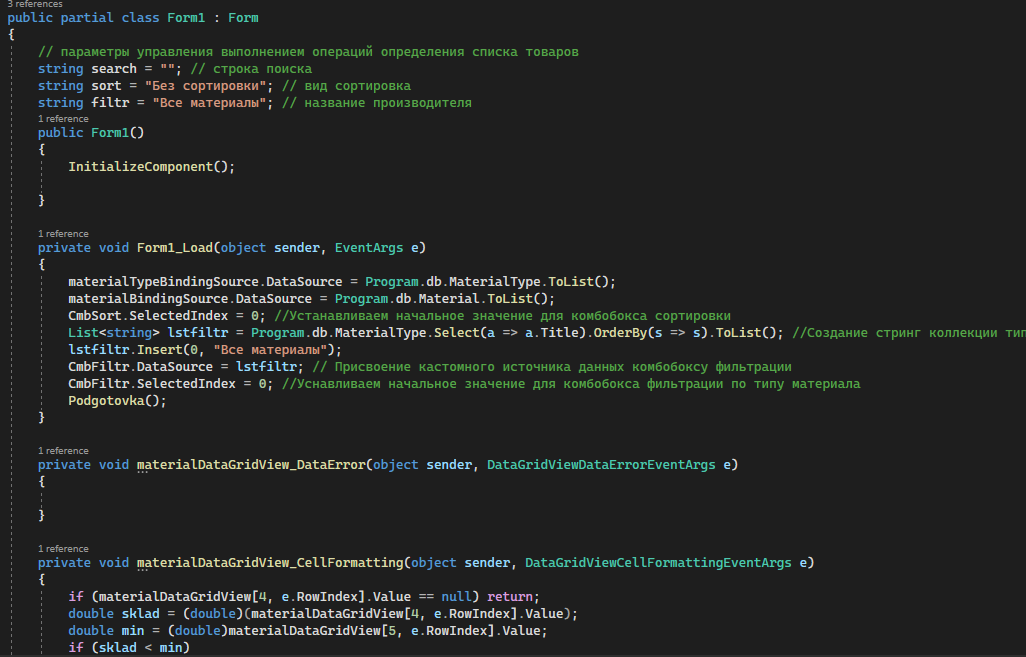 3 references
public partial class Form1 : Form
{
// параметры управления выполнением операций определения списка товаров
string search = ""; // строка поиска
string sort = "Без сортировки"; // вид сортировка
string filtr = "Все материалы"; // название производителя
1 reference
public Form1()
{
InitializeComponent();
}
1 reference
private void Form1_Load(object sender, EventArgs e)
{
materialTypeBindingSource.DataSource = Program.db.MaterialType.ToList();
materialBindingSource.DataSource = Program.db.Material.ToList();
CmbSort.SelectedIndex = 0; //Устанавливаем начальное значение для комбобокса сортировки
List<string> lstfiltr = Program.db.MaterialType.Select(a => a.Title).OrderBy(s => s).ToList(); //Создание стринг коллекции тип
lstfiltr.Insert(0, "Все материалы");
CmbFiltr.DataSource = lstfiltr; // Присвоение кастомного источника данных комбобоксу фильтрации
CmbFiltr.SelectedIndex = 0; //Уснавливаем начальное значение для комбобокса фильтрации по типу материала
Podgotovka();
}
1 reference
private void materialDataGridView_DataError(object sender, DataGridViewDataErrorEventArgs e)
{
}
1 reference
private void materialDataGridView_CellFormatting(object sender, DataGridViewCellFormattingEventArgs e)
{
if (materialDataGridView[4, e.RowIndex].Value == null) return;
double sklad = (double)(materialDataGridView[4, e.RowIndex].Value);
double min = (double)materialDataGridView[5, e.RowIndex].Value;
if (sklad < min)